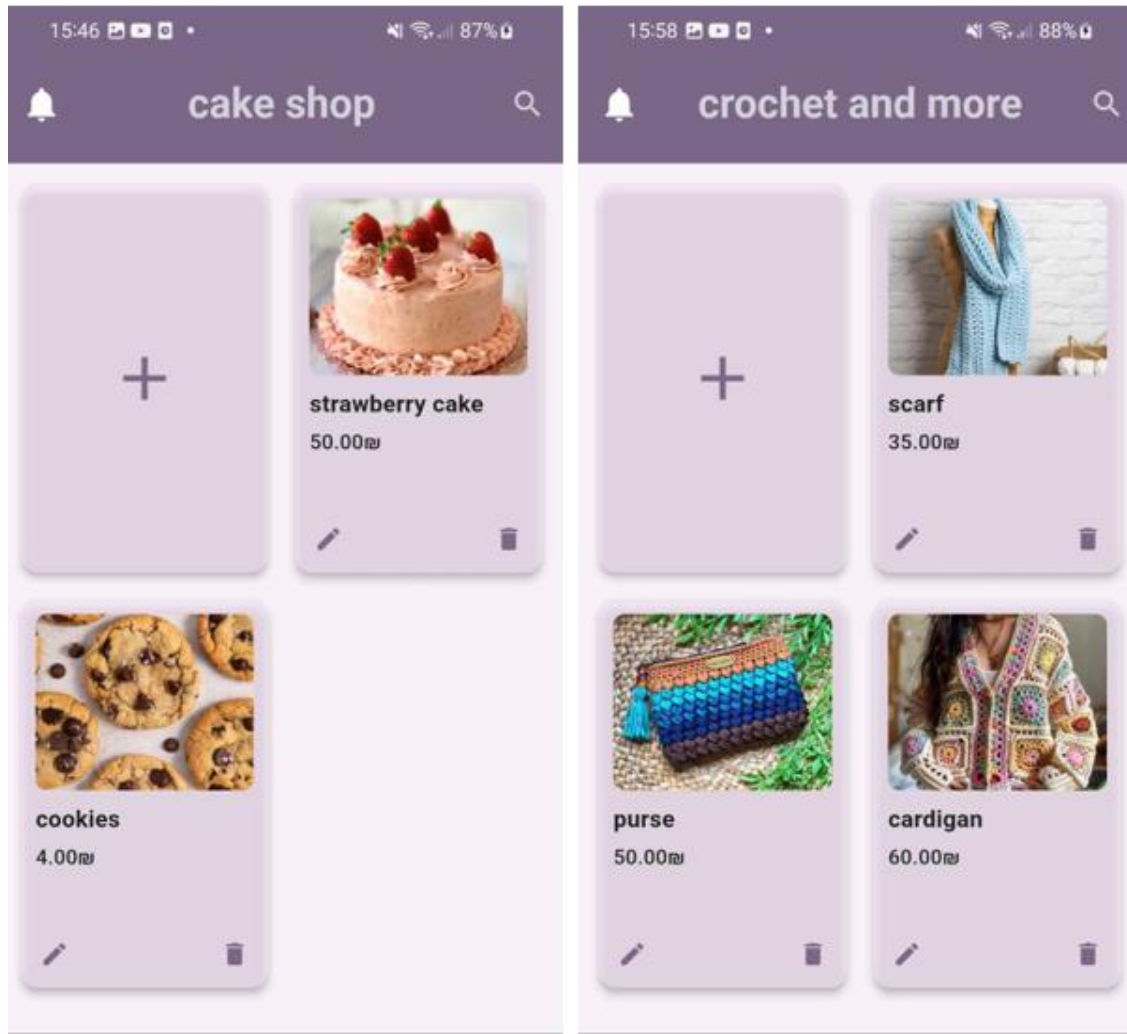 15:46 87%
cake shop
strawberry cake
50.00₪
cookies
4.00₪
15:58 88%
crochet and more
scarf
35.00₪
purse
50.00₪
cardigan
60.00₪